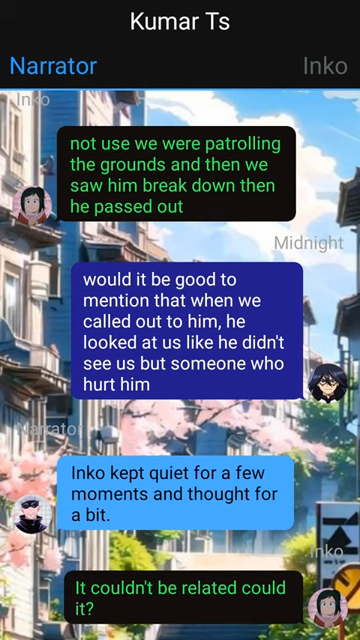 Kumar Ts
Narrator
Inko
Inko
not use we were patrolling
the grounds and then we
saw him break down then
he passed out
Midnight
would it be good to
mention that when we
called out to him, he
looked at us like he didn't
see us but someone who
hurt him
Narrator
Inko kept quiet for a few
moments and thought for
a bit.
Inko
It couldn't be related could
it?